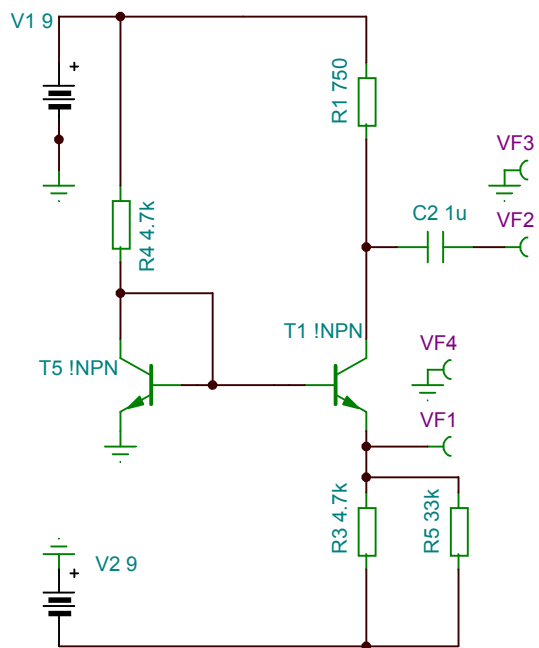 V1 9
R1 750
VF3
R4 4.7k
C2 1u
VF2
T5 !NPN
T1 !NPN
VF4
VF1
R3 4.7k
R5 33k
V2 9